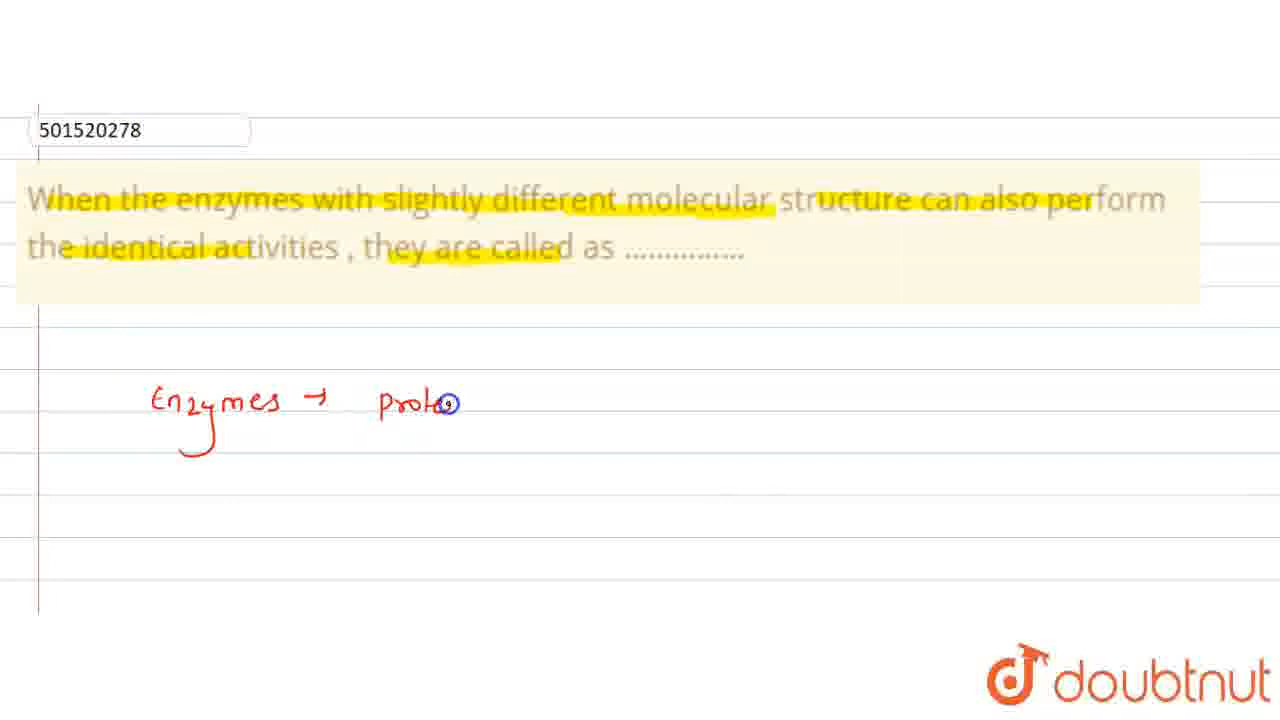 501520278
When the enzymes with slightly different molecular structure can also perform
the identical activities , they are called as ...............
Enzymes → prote
doubtnut